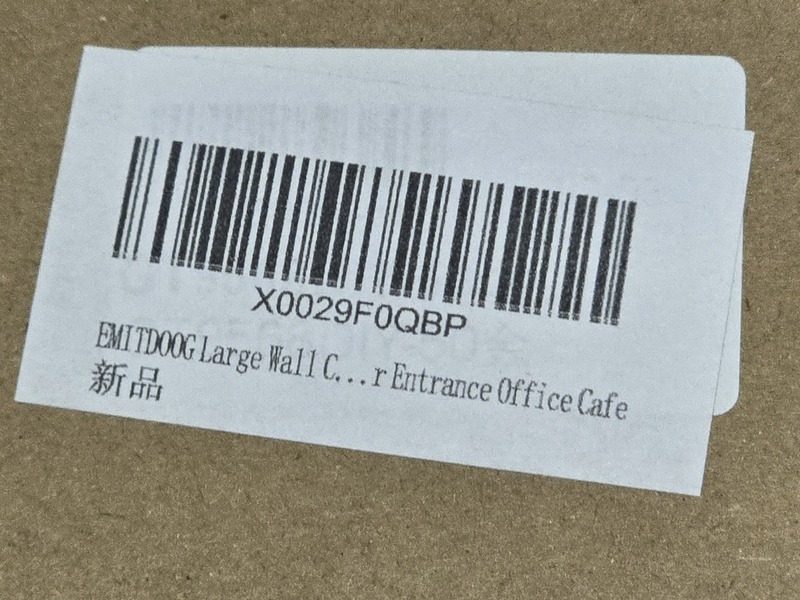 X0029F0QBP
EMITDOOG Large Wall C...r Entrance Office Cafe
新品